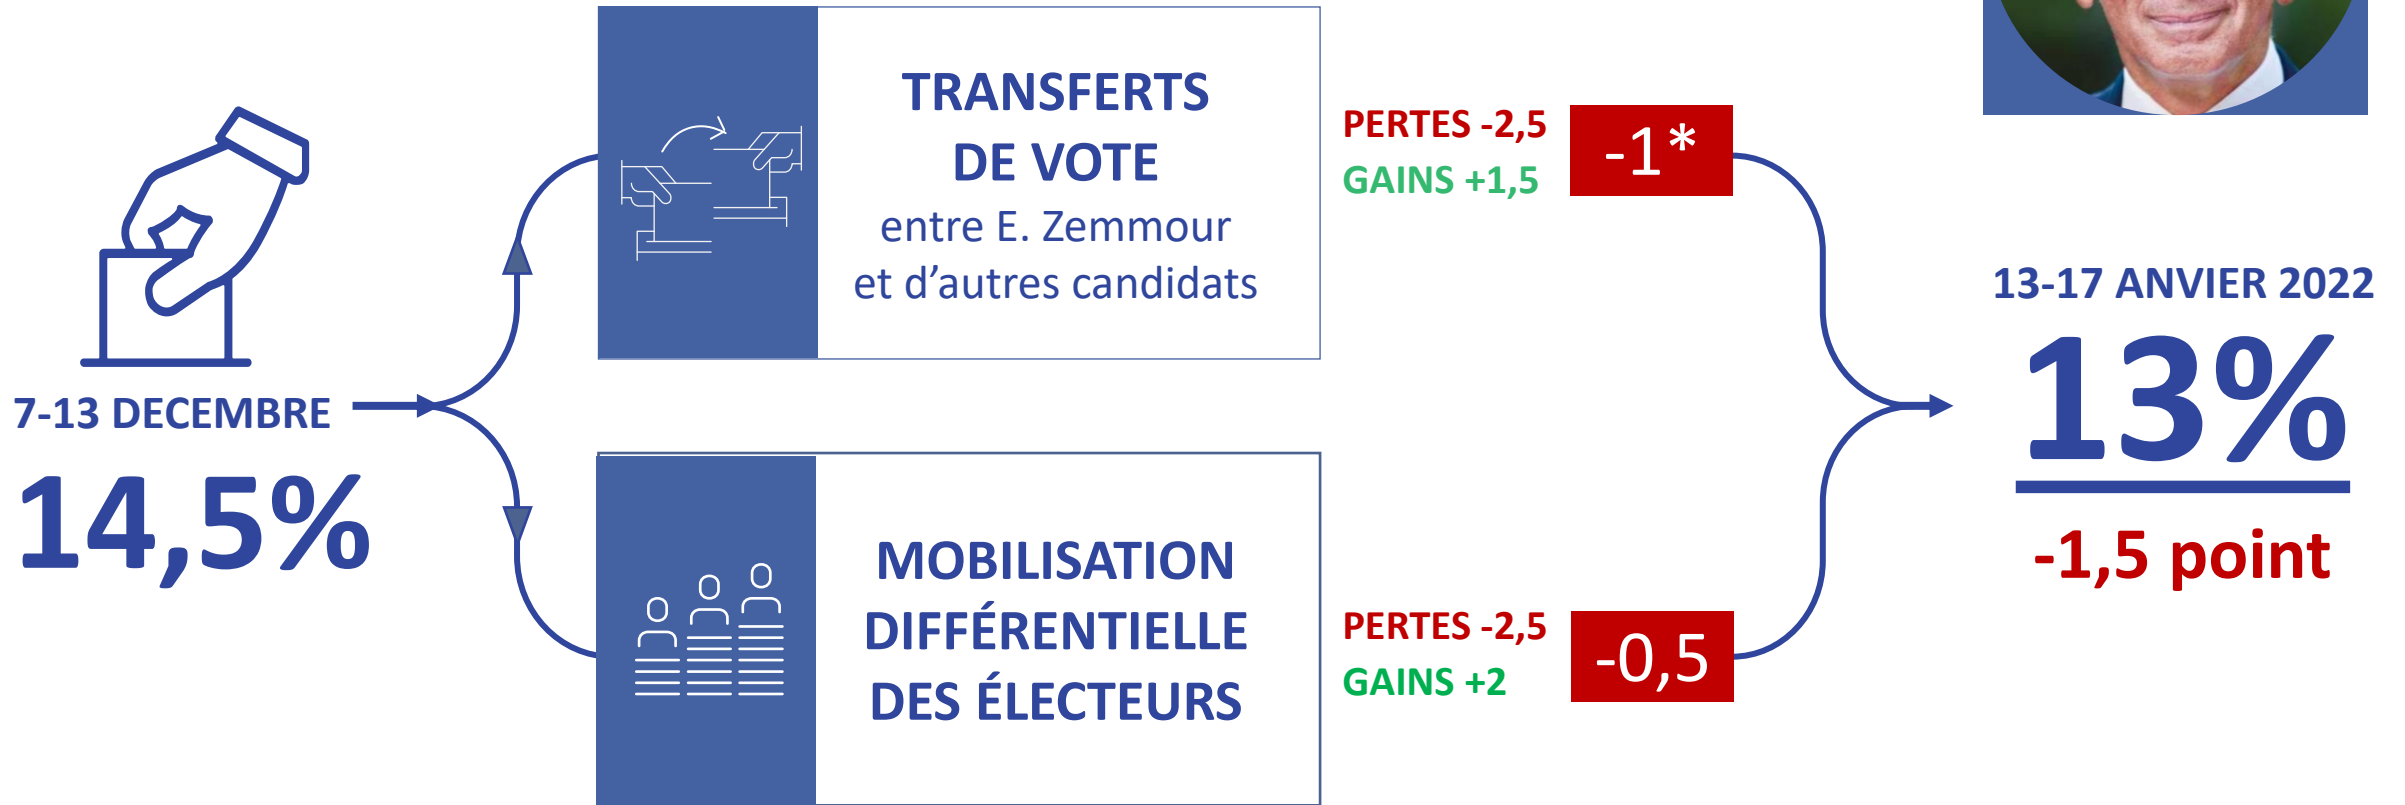 7-13 DECEMBRE
14,5%
TRANSFERTS
DE VOTE
entre E. Zemmour
et d’autres candidats
PERTES -2,5
GAINS +1,5
-1*
MOBILISATION
DIFFÉRENTIELLE
DES ÉLECTEURS
PERTES -2,5
GAINS +2
-0,5
13-17 ANVIER 2022
13%
-1,5 point